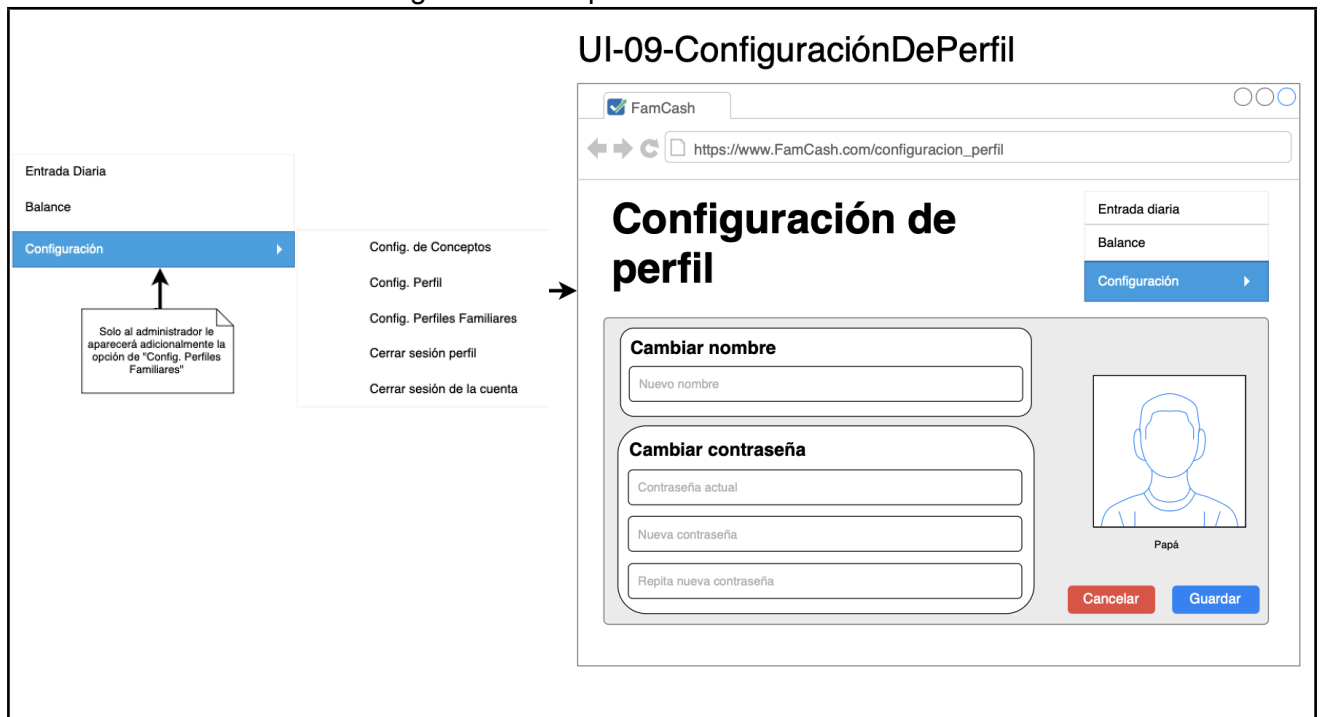 UI-09-ConfiguraciónDePerfil
FamCash
https://www.FamCash.com/configuracion_perfil
Entrada Diaria
Balance
Configuración
Config. de Conceptos
Config. Perfil
Config. Perfiles Familiares
Cerrar sesión perfil
Cerrar sesión de la cuenta
Solo al administrador le
aparecerá adicionalmente la
opción de "Config. Perfiles
Familiares"
Configuración de
perfil
Entrada diaria
Balance
Configuración
Cambiar nombre
Nuevo nombre
Cambiar contraseña
Contraseña actual
Nueva contraseña
Repita nueva contraseña
Papá
Cancelar
Guardar